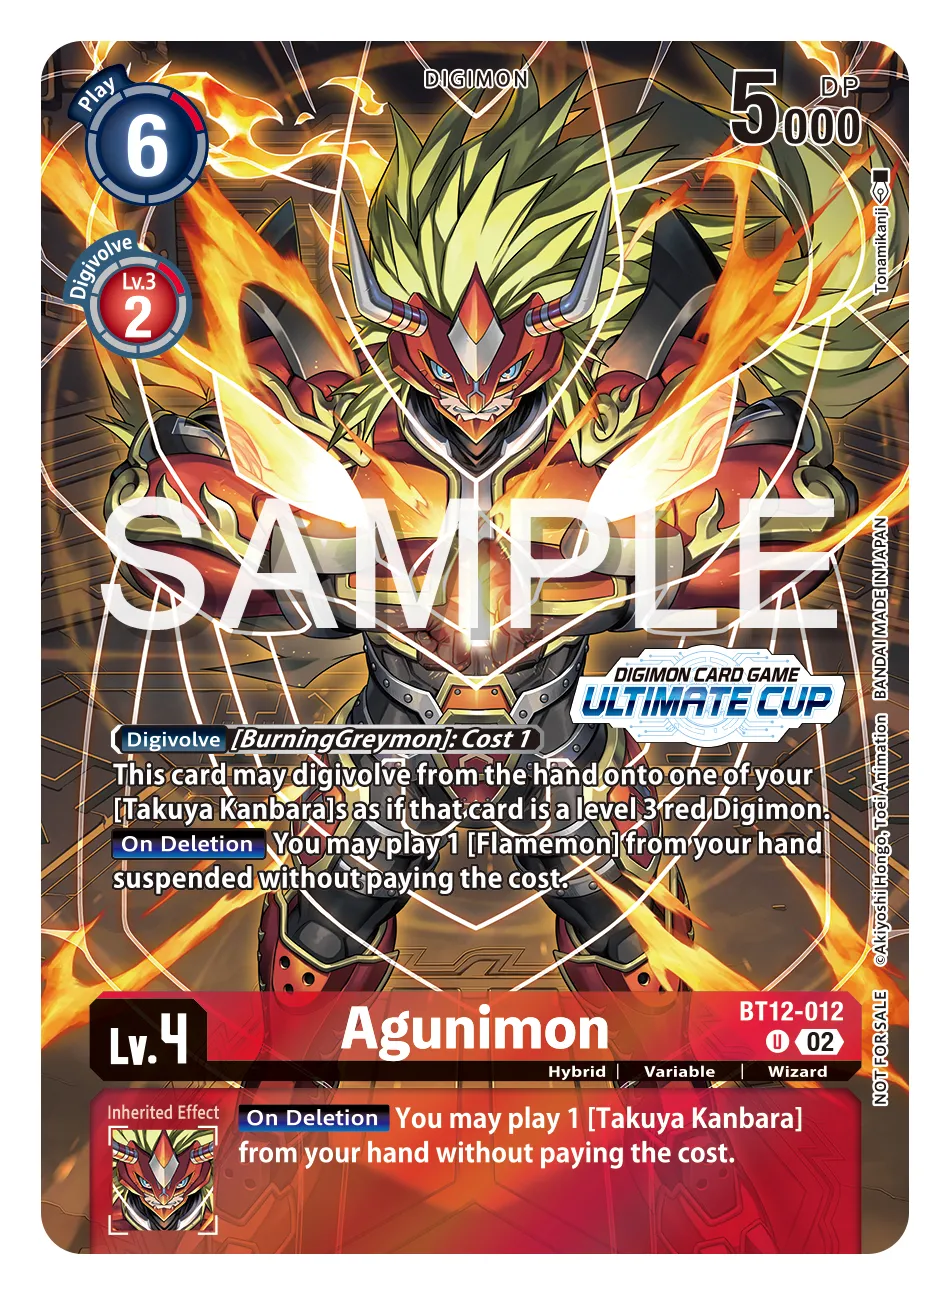 DIGIMON
Play
6
DP
5000
Digivolve
Lv.3
2
Tonamikanji
SAMPLE
DIGIMON CARD GAME
ULTIMATE CUP
Digivolve [BurningGreymon]: Cost 1
This card may digivolve from the hand onto one of your
[Takuya Kanbara]s as if that card is a level 3 red Digimon.
On Deletion You may play 1 [Flamemon] from your hand
suspended without paying the cost.
©Akiyoshi Hongo, Toei Animation BANDAI MADE IN JAPAN
NOT FOR SALE
Lv.4
Agunimon
BT12-012
U 02
Hybrid | Variable | Wizard
Inherited Effect
On Deletion You may play 1 [Takuya Kanbara]
from your hand without paying the cost.